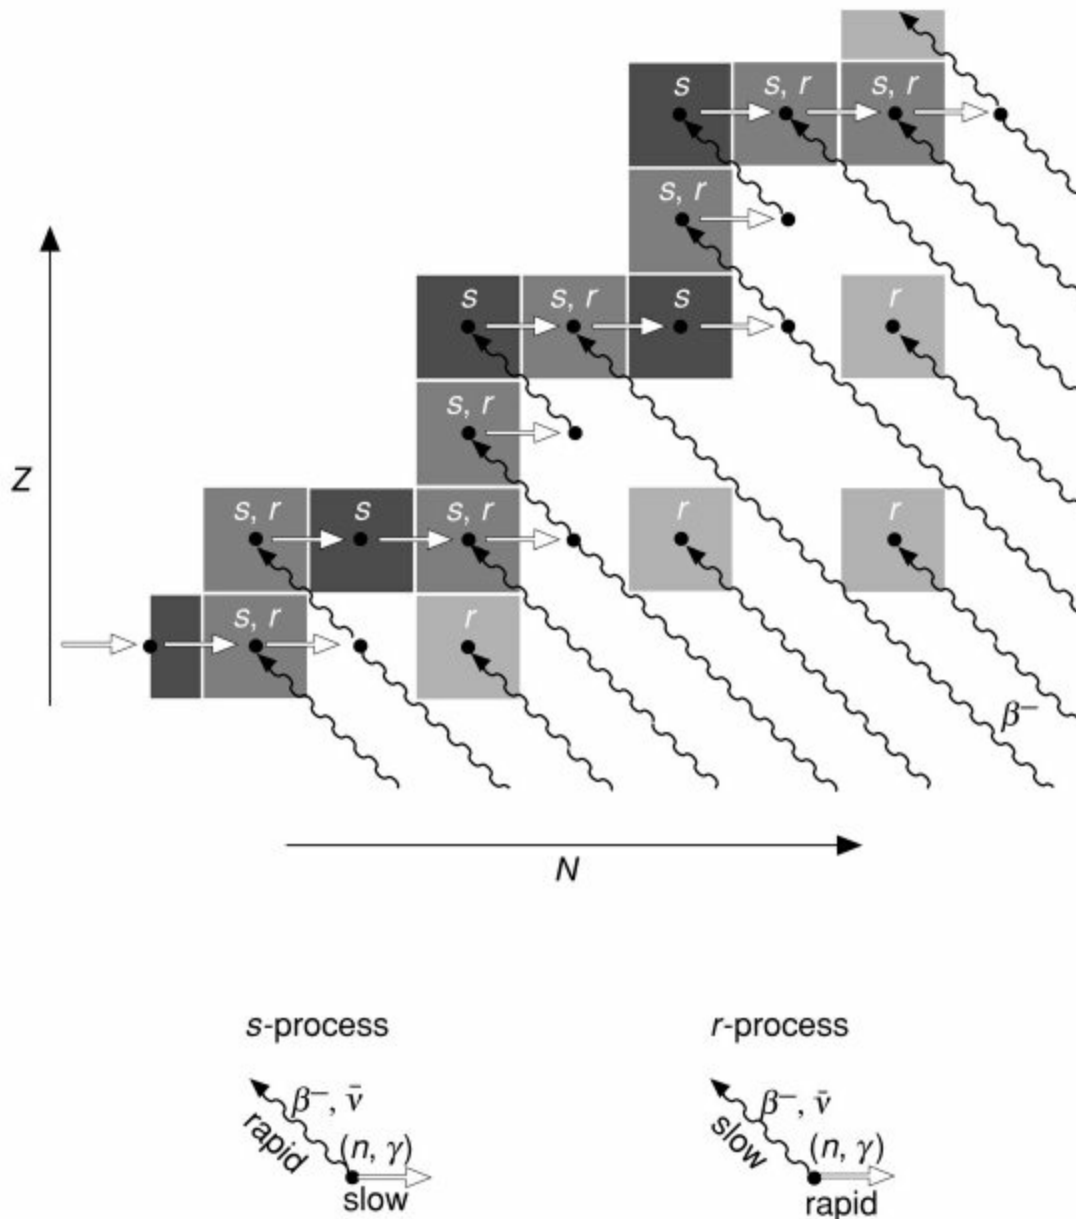 s
s, r
s, r
s, r
s
s, r
s
r
s, r
Z
s, r
s
s, r
r
r
s, r
r
β⁻
N
s-process
r-process
β⁻, ν̄
rapid
(n, γ)
slow
β⁻, ν̄
slow
(n, γ)
rapid